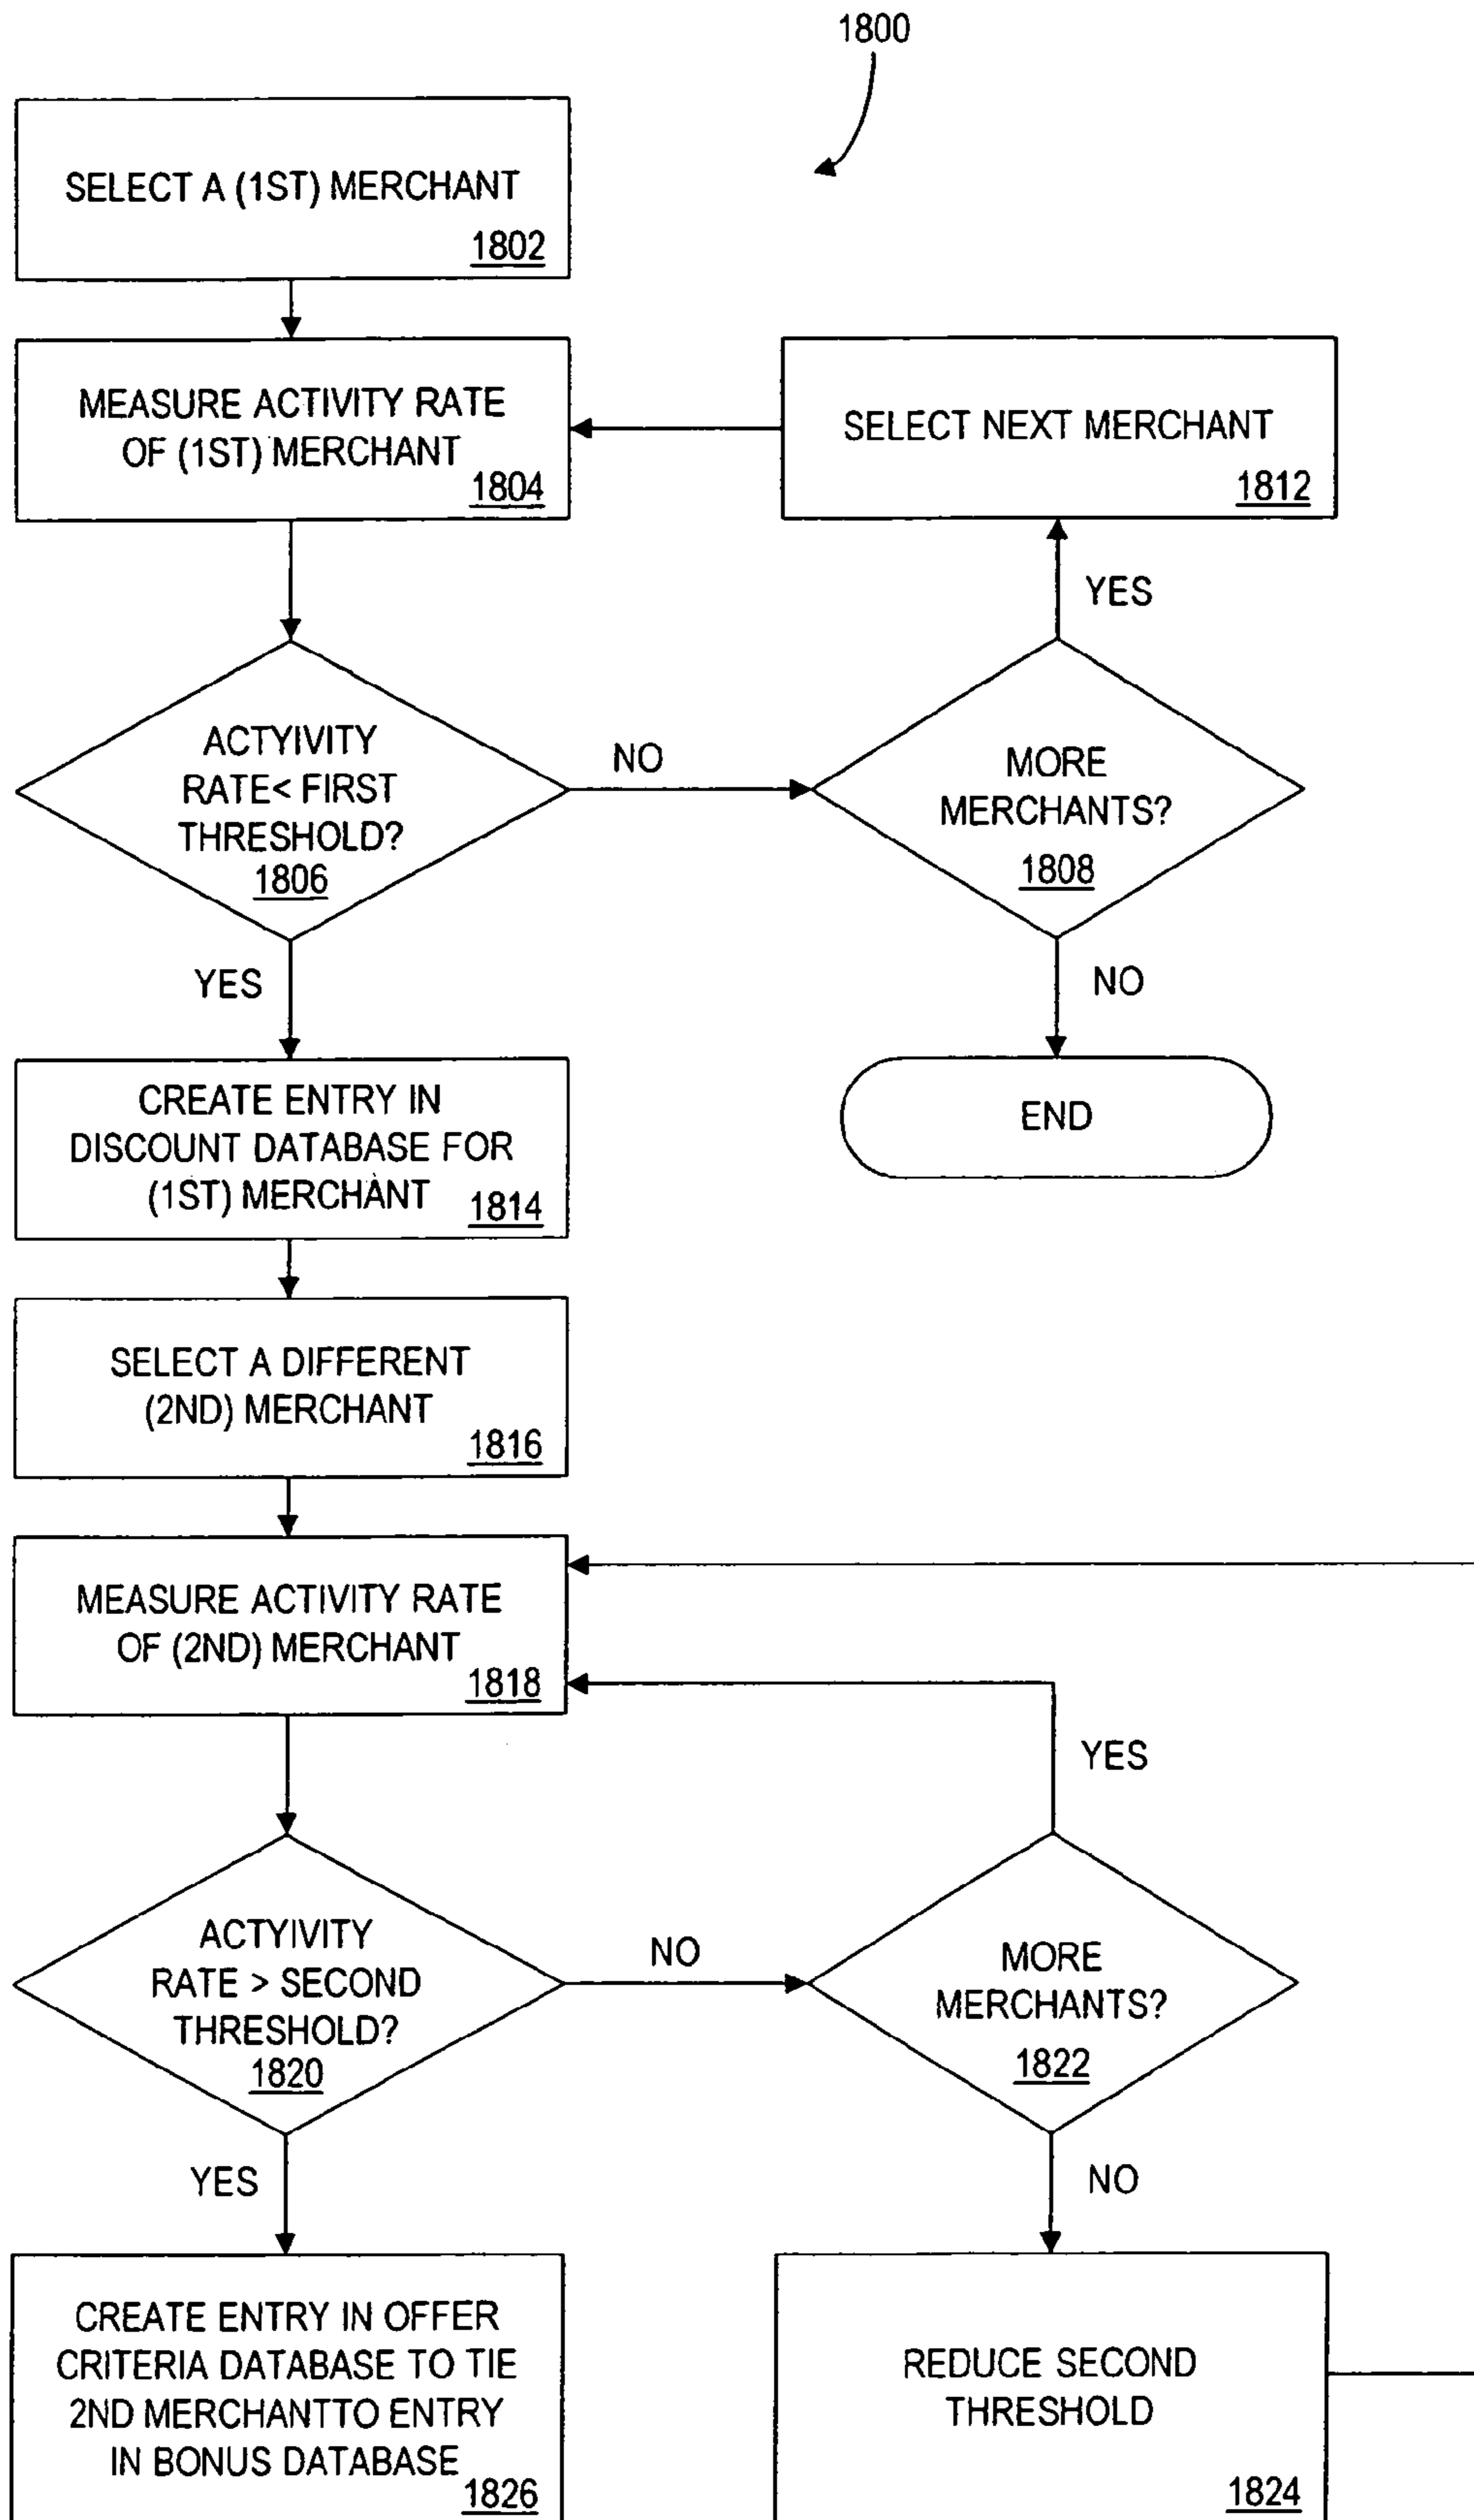 1800
SELECT A (1ST) MERCHANT
1802
MEASURE ACTIVITY RATE
OF (1ST) MERCHANT
1804
SELECT NEXT MERCHANT
1812
YES
ACTYIVITY
RATE< FIRST
THRESHOLD?
1806
NO
MORE
MERCHANTS?
1808
YES
NO
CREATE ENTRY IN
DISCOUNT DATABASE FOR
(1ST) MERCHANT
1814
END
SELECT A DIFFERENT
(2ND) MERCHANT
1816
MEASURE ACTIVITY RATE
OF (2ND) MERCHANT
1818
YES
ACTYIVITY
RATE > SECOND
THRESHOLD?
1820
NO
MORE
MERCHANTS?
1822
YES
NO
CREATE ENTRY IN OFFER
CRITERIA DATABASE TO TIE
2ND MERCHANTTO ENTRY
IN BONUS DATABASE
1826
REDUCE SECOND
THRESHOLD
1824